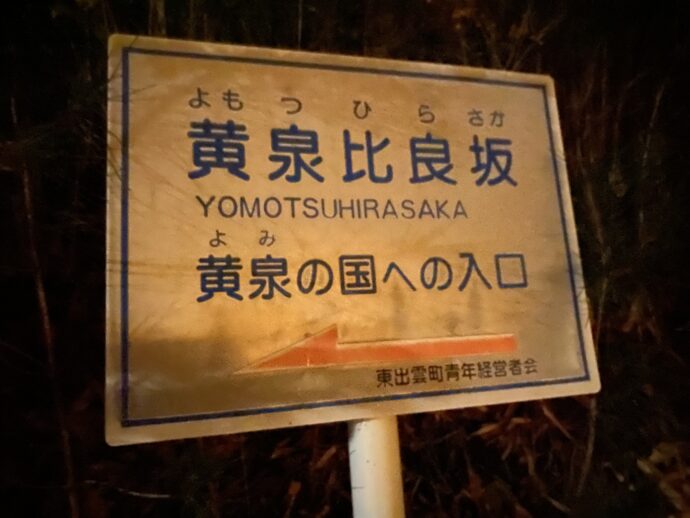 よもつひらさか
黄泉比良坂
YOMOTSUHIRASAKA
よみ
黄泉の国への入口
東出雲町青年経営者会